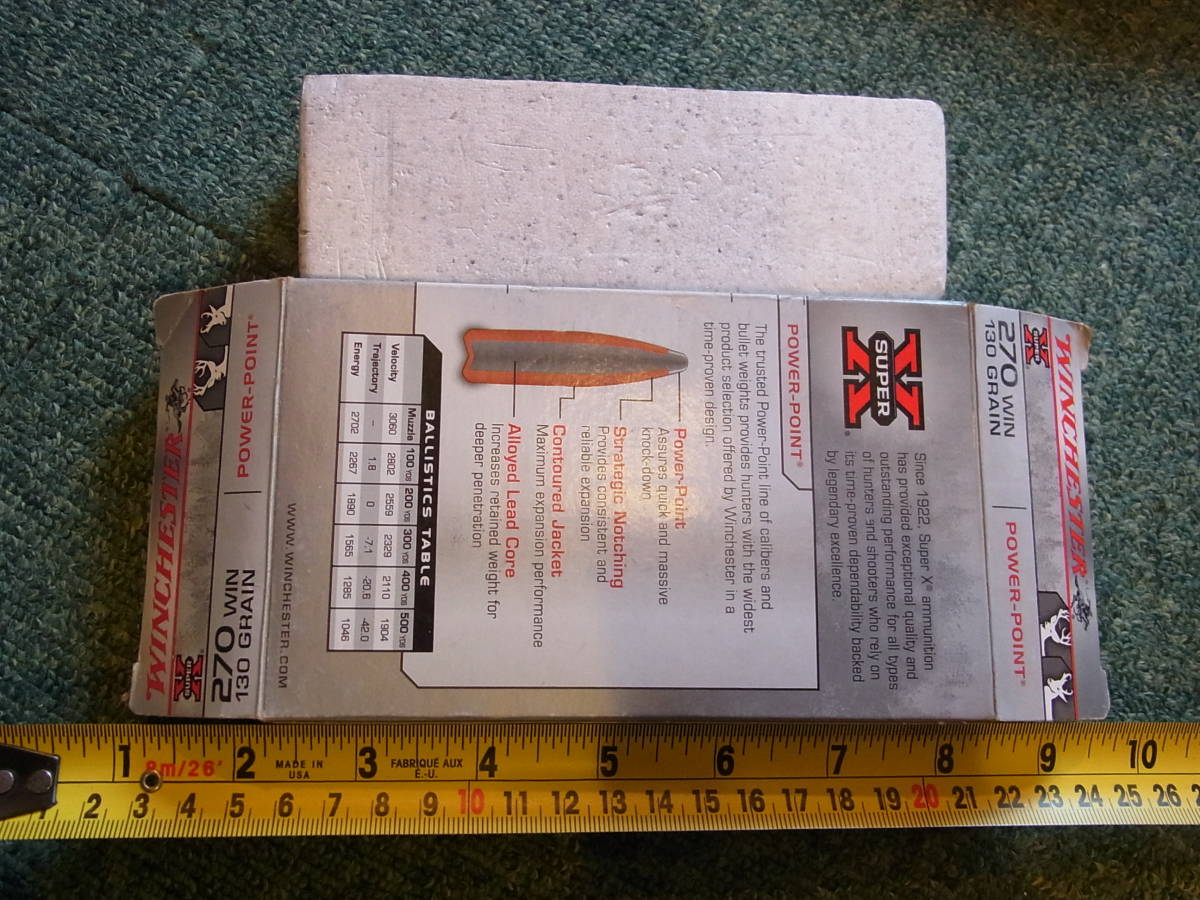 WINCHESTER
X
SUPER
X
270 WIN
130 GRAIN
POWER-POINT®
X
SUPER
X
®
Since 1922, Super X® ammunition
has provided exceptional quality and
outstanding performance for all types
of hunters and shooters who rely on
its time-proven dependability backed
by legendary excellence.
POWER-POINT®
The trusted Power-Point line of calibers and
bullet weights provides hunters with the widest
product selection offered by Winchester in a
time-proven design.
Power-Point
Assures quick and massive
knock-down
Strategic Notching
Provides consistent and
reliable expansion
Contoured Jacket
Maximum expansion performance
Alloyed Lead Core
Increases retained weight for
deeper penetration
BALLISTICS TABLE
Muzzle 100 YDS 200 YDS 300 YDS 400 YDS 500 YDS
Velocity 3060 2802 2559 2329 2110 1904
Trajectory – 1.8 0 -7.1 -20.6 -42.0
Energy 2702 2267 1890 1565 1285 1046
WWW.WINCHESTER.COM
POWER-POINT®
270 WIN
130 GRAIN
X
SUPER
X
WINCHESTER
1 2 3 4 5 6 7 8 9 10
8m/26'
MADE IN
USA
FABRIQUÉ AUX
É.-U.
1 2 3 4 5 6 7 8 9 10 11 12 13 14 15 16 17 18 19 20 21 22 23 24 25 26 2